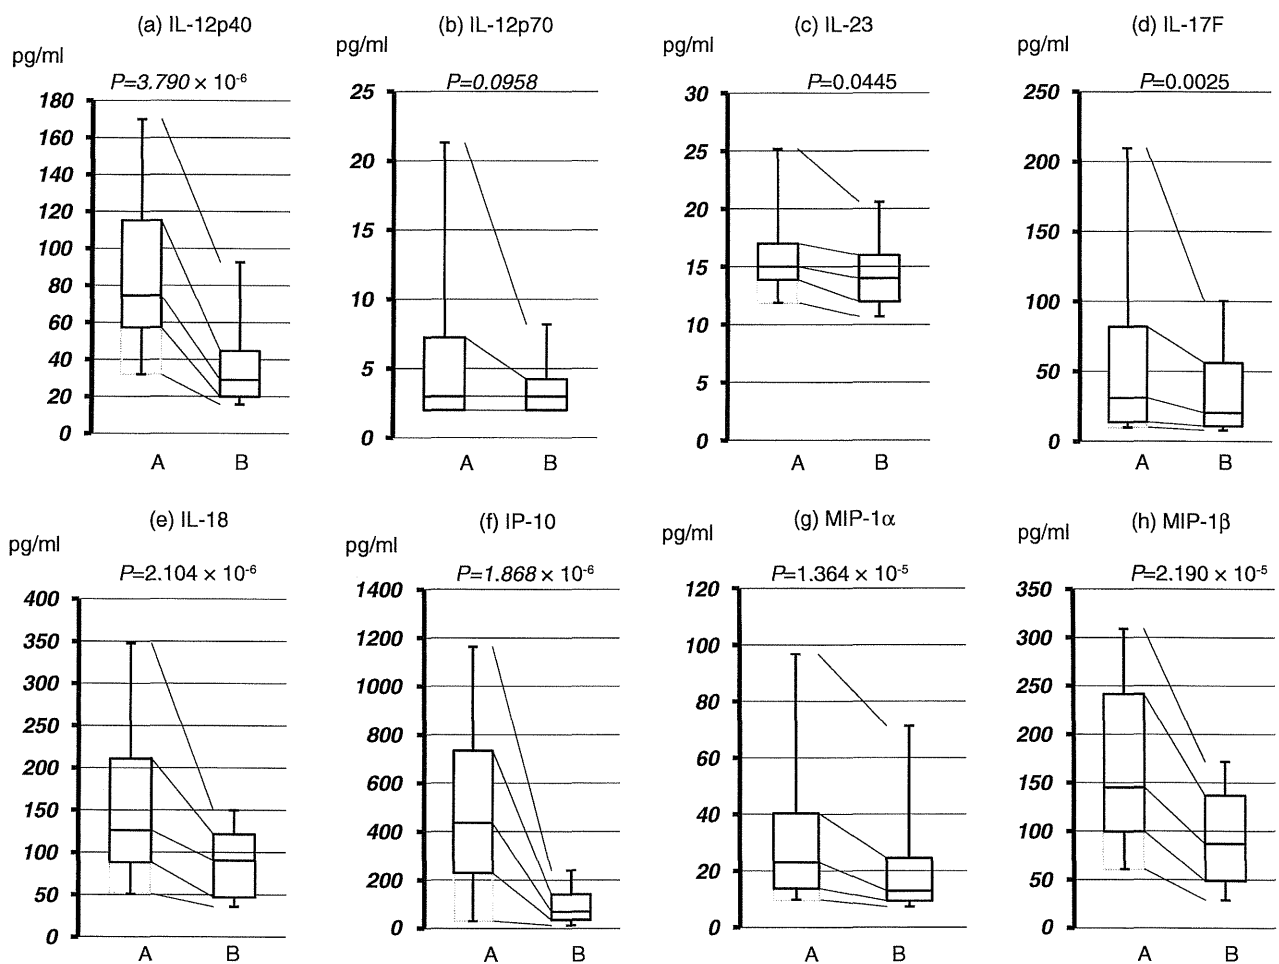 (a) IL-12p40
pg/ml
P=3.790 × 10-6
180
160
140
120
100
80
60
40
20
0
A B
(b) IL-12p70
pg/ml
P=0.0958
25
20
15
10
5
0
A B
(c) IL-23
pg/ml
P=0.0445
30
25
20
15
10
5
0
A B
(d) IL-17F
pg/ml
P=0.0025
250
200
150
100
50
0
A B
(e) IL-18
pg/ml
P=2.104 × 10-6
400
350
300
250
200
150
100
50
0
A B
(f) IP-10
pg/ml
P=1.868 × 10-6
1400
1200
1000
800
600
400
200
0
A B
(g) MIP-1α
pg/ml
P=1.364 × 10-5
120
100
80
60
40
20
0
A B
(h) MIP-1β
pg/ml
P=2.190 × 10-5
350
300
250
200
150
100
50
0
A B